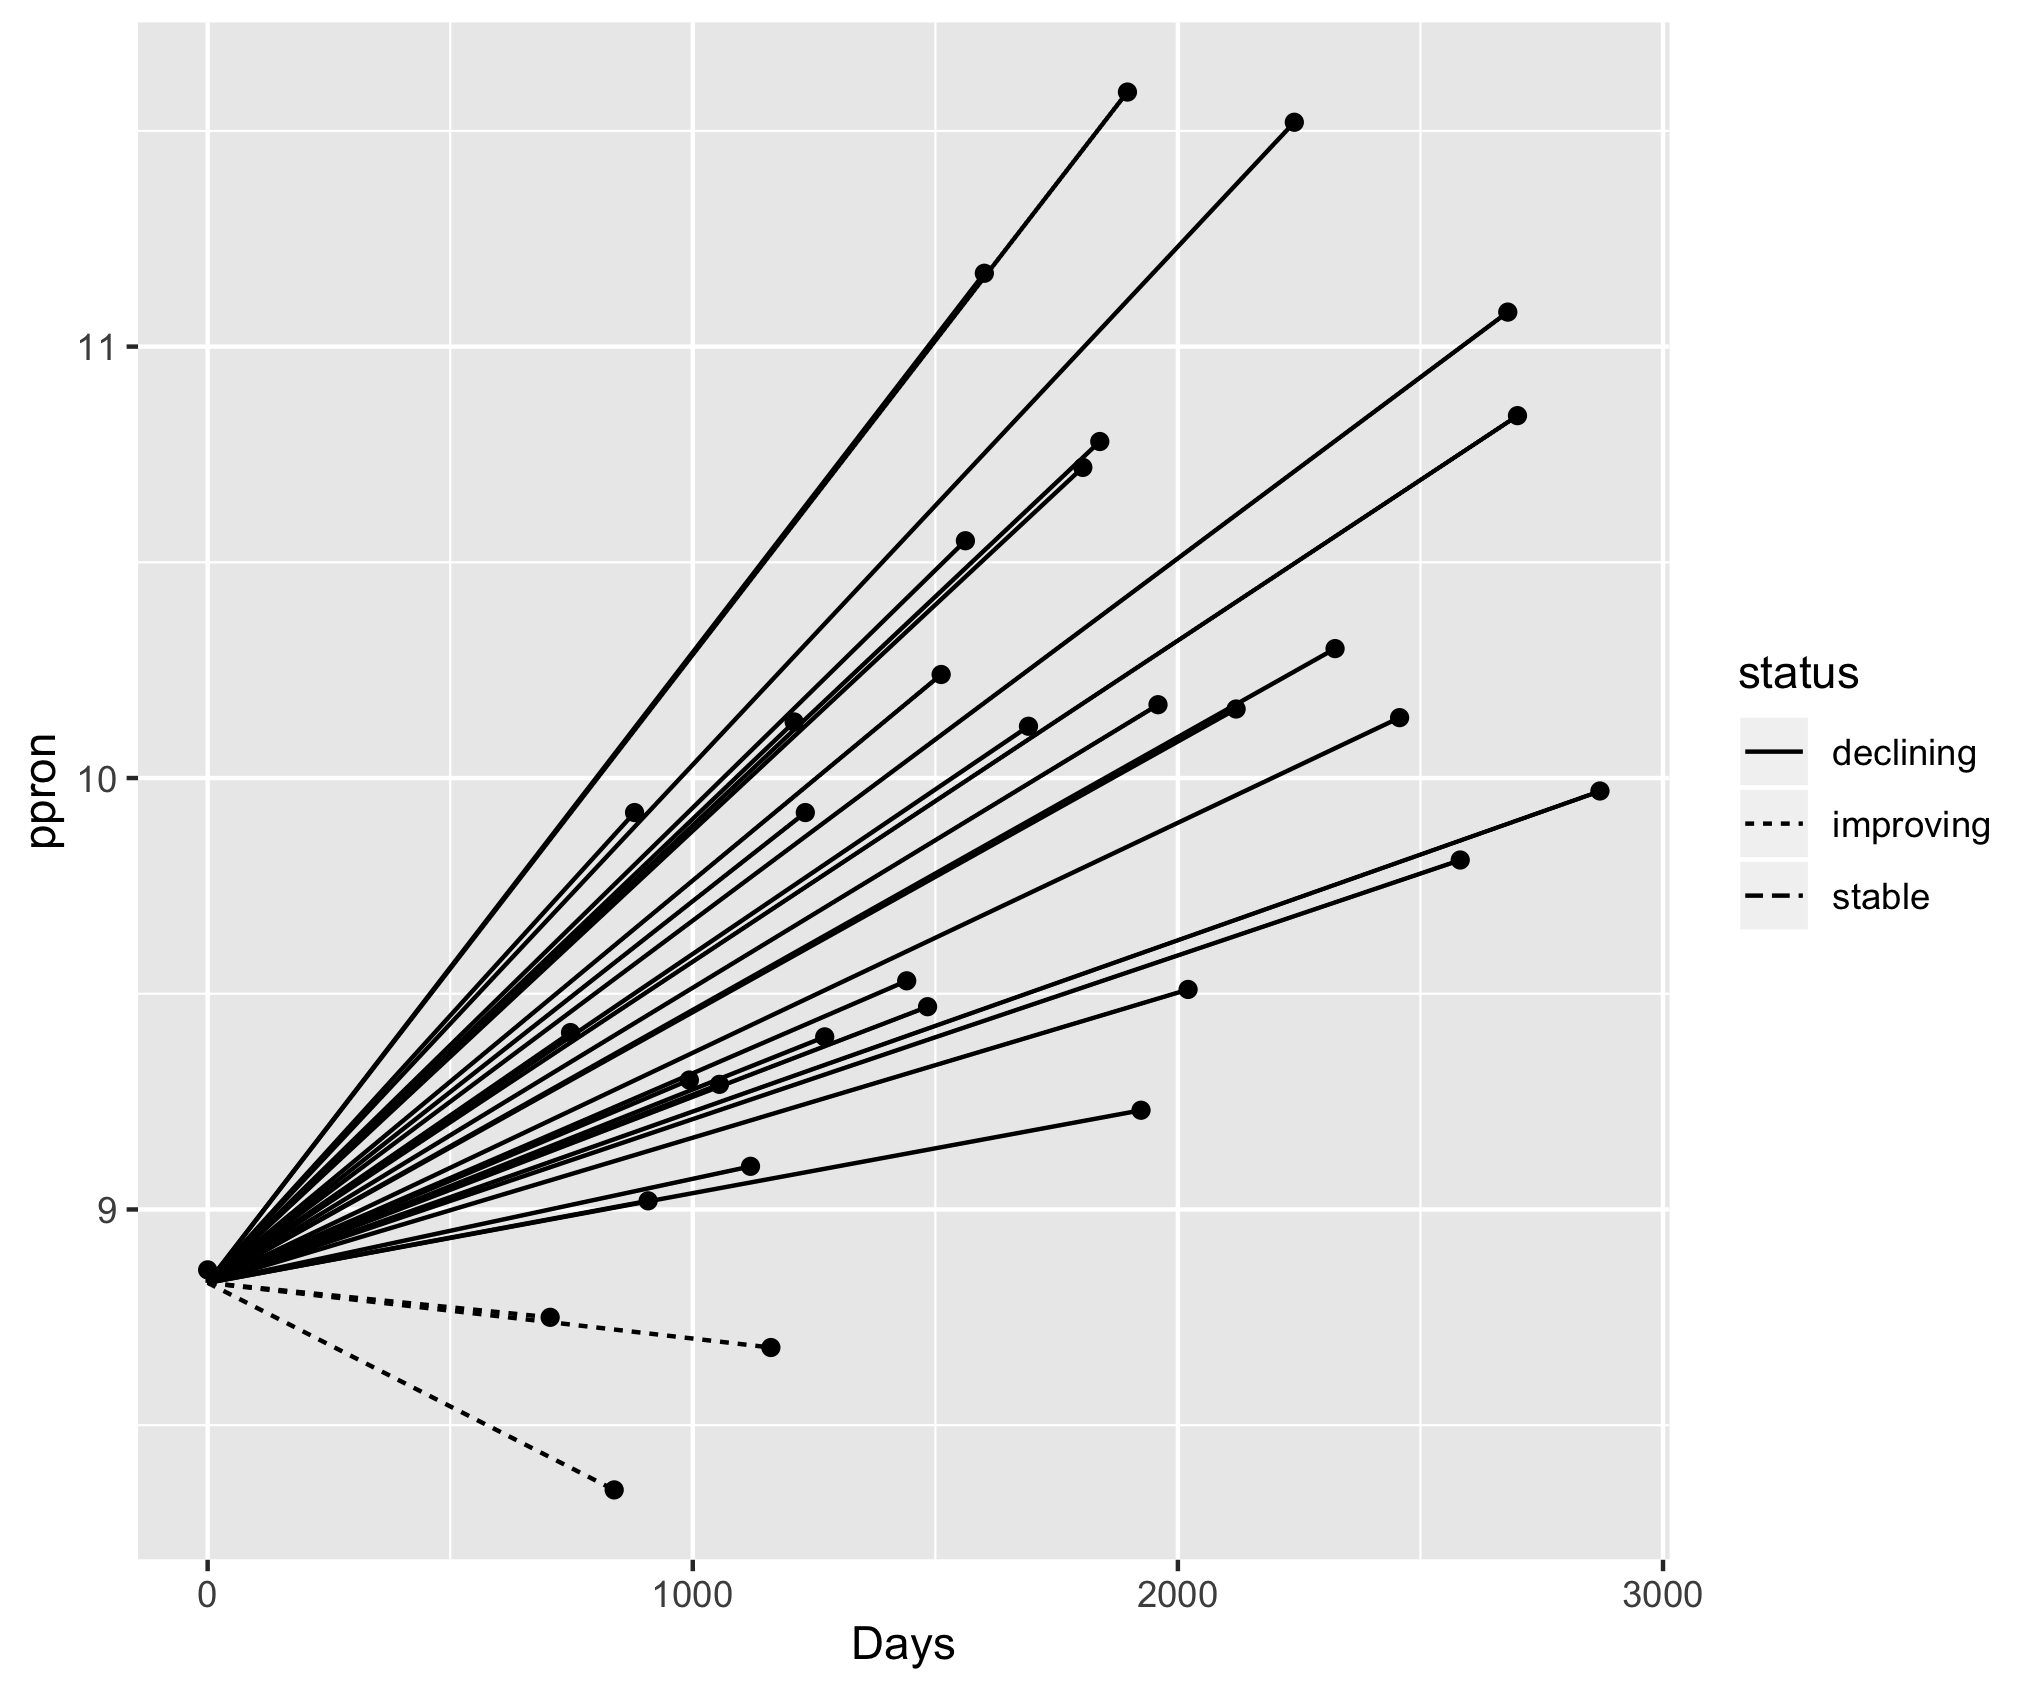 11
10
9
ppron
0 1000 2000 3000
Days
status
declining
improving
stable